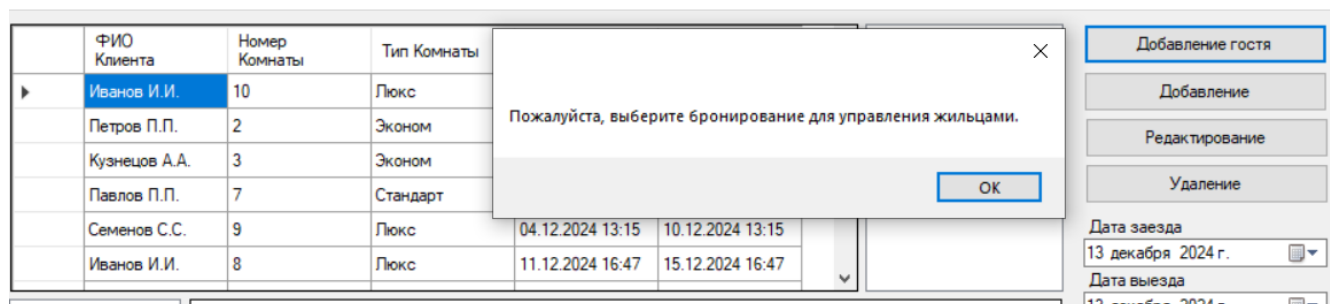 ФИО Клиента
Номер Комнаты
Тип Комнаты
Иванов И.И. 10 Люкс
Петров П.П. 2 Эконом
Кузнецов А.А. 3 Эконом
Павлов П.П. 7 Стандарт
Семенов С.С. 9 Люкс 04.12.2024 13:15 10.12.2024 13:15
Иванов И.И. 8 Люкс 11.12.2024 16:47 15.12.2024 16:47
Пожалуйста, выберите бронирование для управления жильцами.
ОК
Добавление гостя
Добавление
Редактирование
Удаление
Дата заезда
13 декабря 2024 г.
Дата выезда